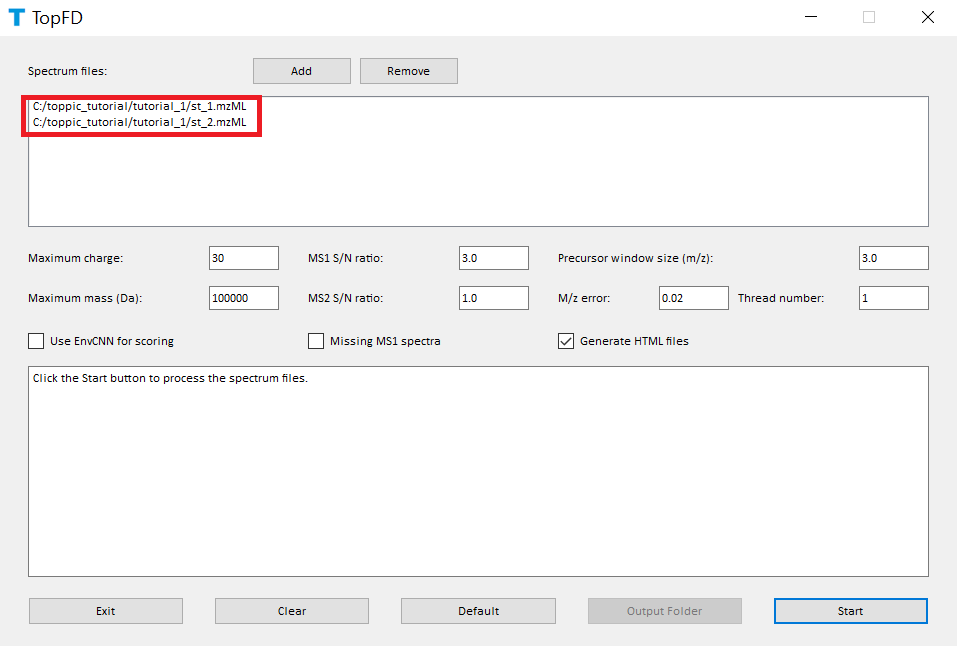 TopFD
Spectrum files: Add Remove
C:/toppic_tutorial/tutorial_1/st_1.mzML
C:/toppic_tutorial/tutorial_1/st_2.mzML
Maximum charge: 30 MS1 S/N ratio: 3.0 Precursor window size (m/z): 3.0
Maximum mass (Da): 100000 MS2 S/N ratio: 1.0 M/z error: 0.02 Thread number: 1
Use EnvCNN for scoring Missing MS1 spectra Generate HTML files
Click the Start button to process the spectrum files.
Exit Clear Default Output Folder Start